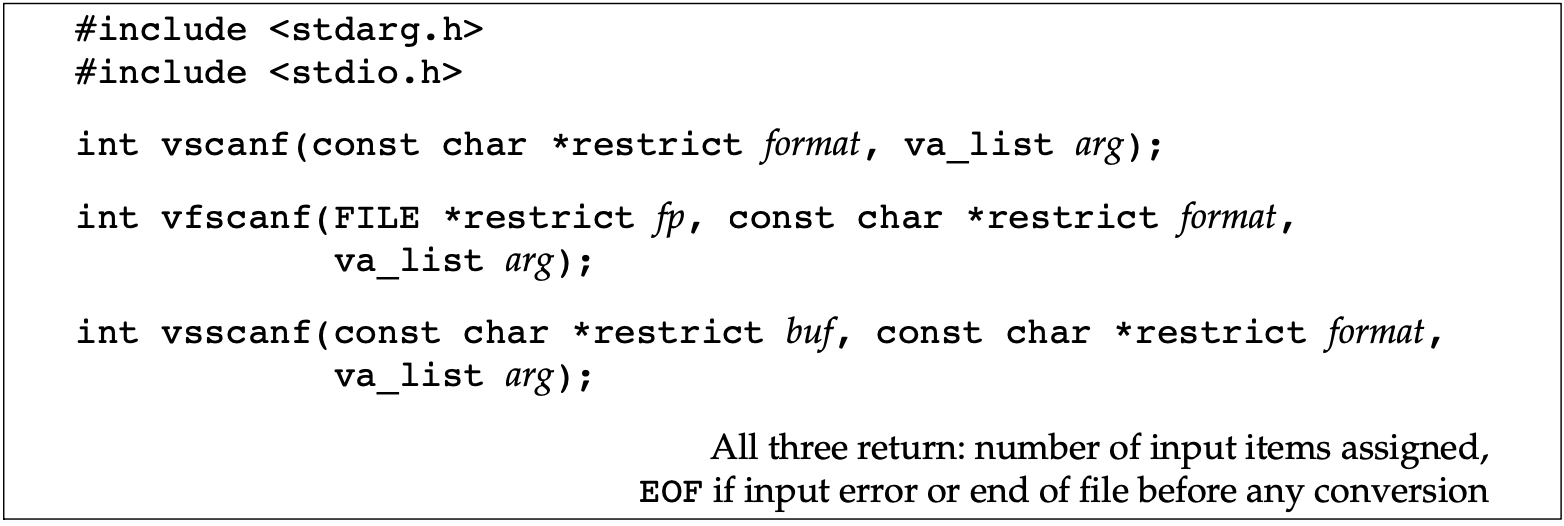 #include <stdarg.h>
#include <stdio.h>
int vscanf(const char *restrict format, va_list arg);
int vfscanf(FILE *restrict fp, const char *restrict format,
va_list arg);
int vsscanf(const char *restrict buf, const char *restrict format,
va_list arg);
All three return: number of input items assigned,
EOF if input error or end of file before any conversion